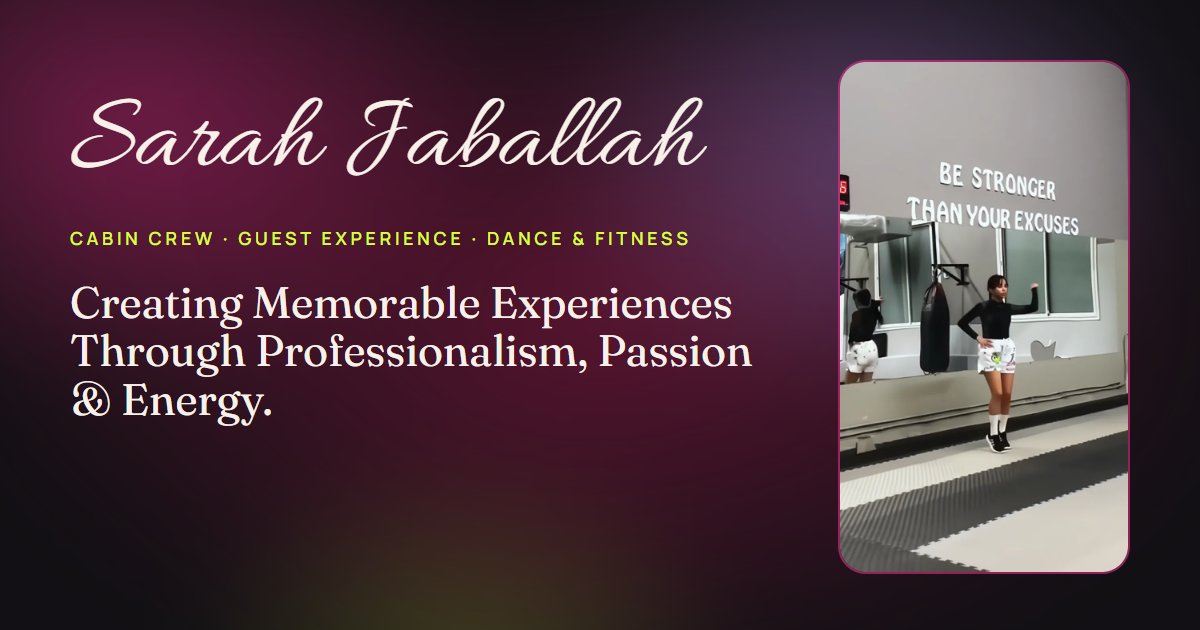 Sarah Jaballah
CABIN CREW · GUEST EXPERIENCE · DANCE & FITNESS
Creating Memorable Experiences
Through Professionalism, Passion
& Energy.
BE STRONGER
THAN YOUR EXCUSES